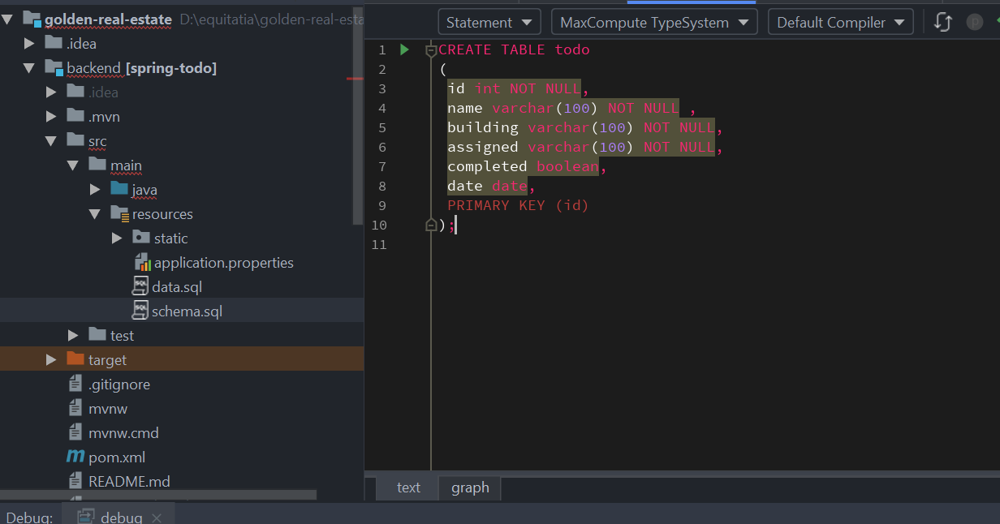 golden-real-estate D:\equitatia\golden-real-esta
.idea
backend [spring-todo]
.idea
.mvn
src
main
java
resources
static
application.properties
data.sql
schema.sql
test
target
.gitignore
mvnw
mvnw.cmd
pom.xml
README.md
Debug: debug
Statement MaxCompute TypeSystem Default Compiler
1 CREATE TABLE todo
2 (
3 id int NOT NULL,
4 name varchar(100) NOT NULL ,
5 building varchar(100) NOT NULL,
6 assigned varchar(100) NOT NULL,
7 completed boolean,
8 date date,
9 PRIMARY KEY (id)
10 );
11
text graph